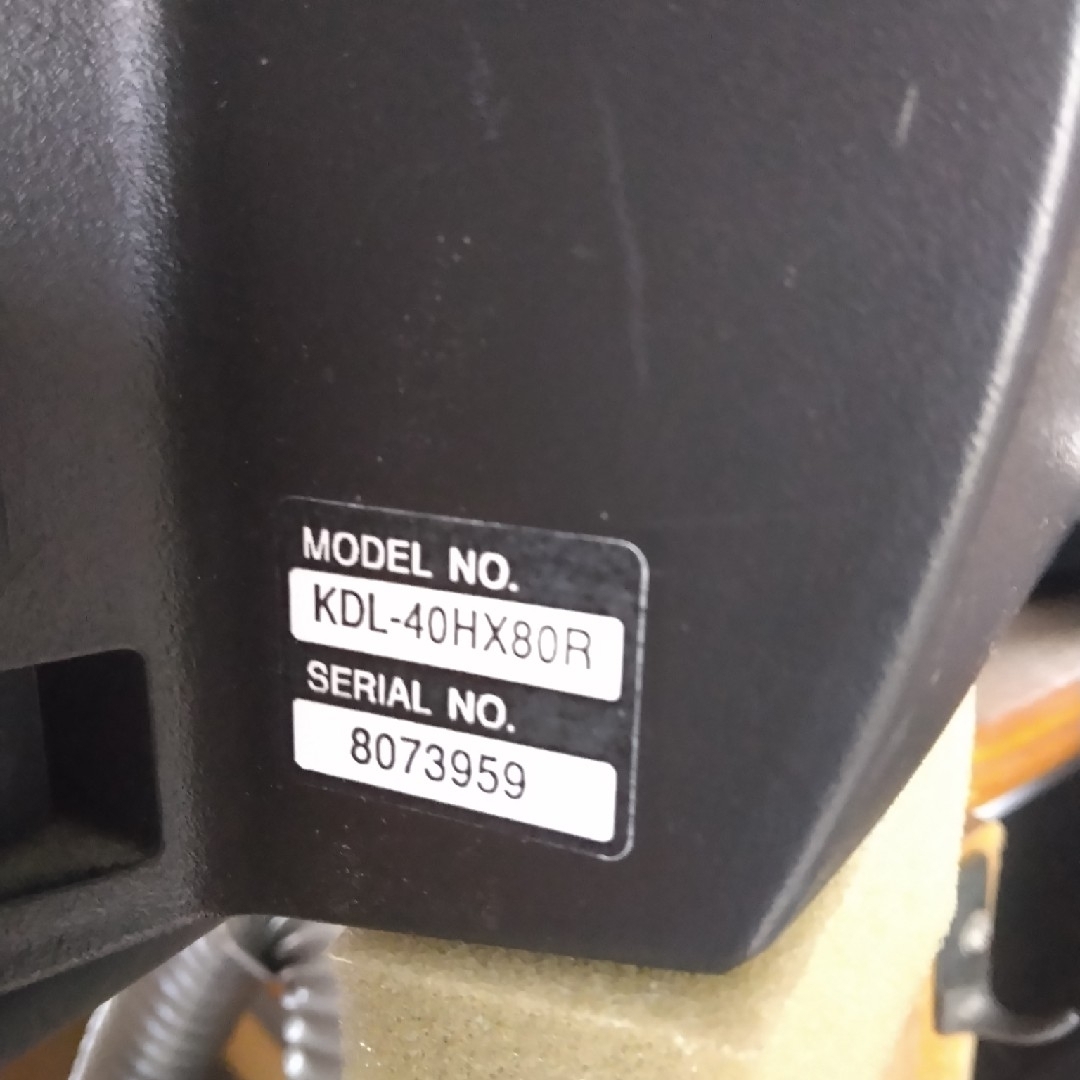 MODEL NO.
KDL-40HX80R
SERIAL NO.
8073959